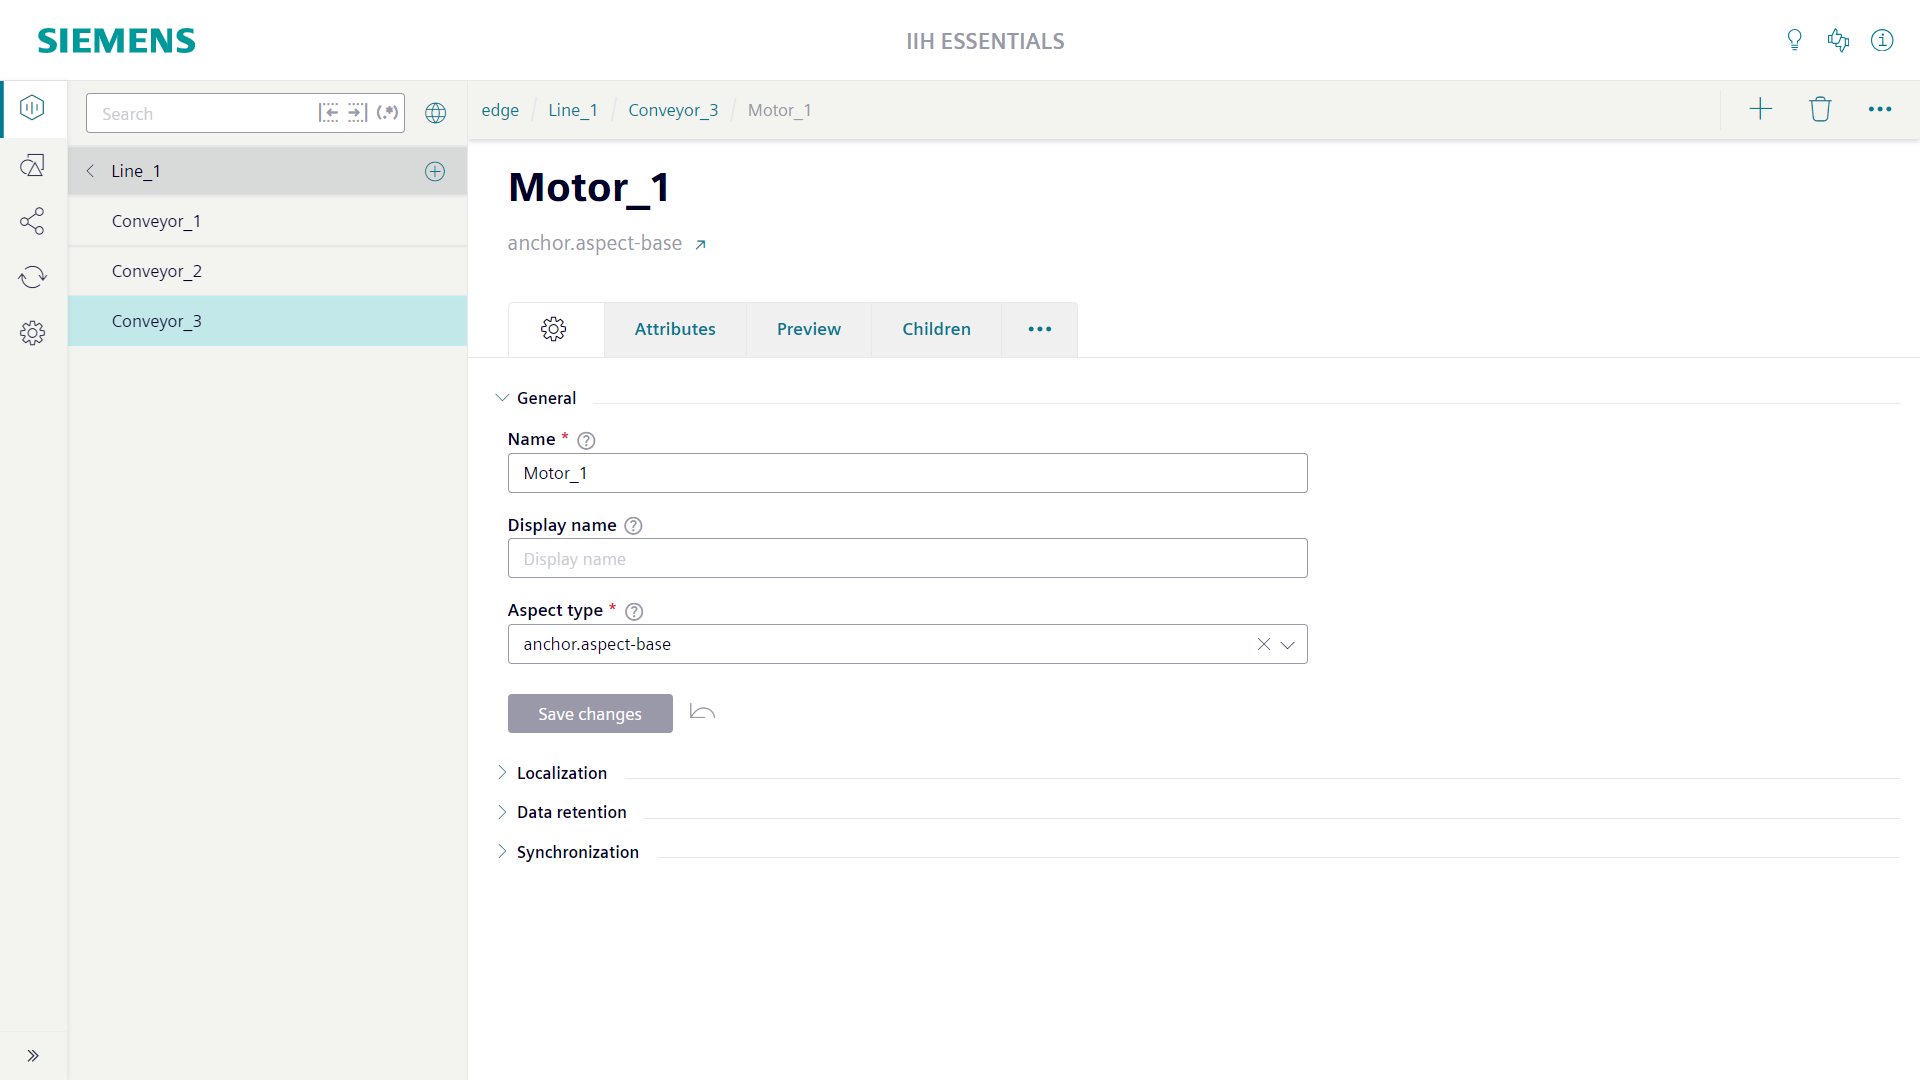 SIEMENS
IIH ESSENTIALS
Search
(.*)
edge
Line_1
Conveyor_3
Motor_1
Line_1
Conveyor_1
Conveyor_2
Conveyor_3
Motor_1
anchor.aspect-base
Attributes
Preview
Children
General
Name *
Motor_1
Display name
Display name
Aspect type *
anchor.aspect-base
Save changes
Localization
Data retention
Synchronization